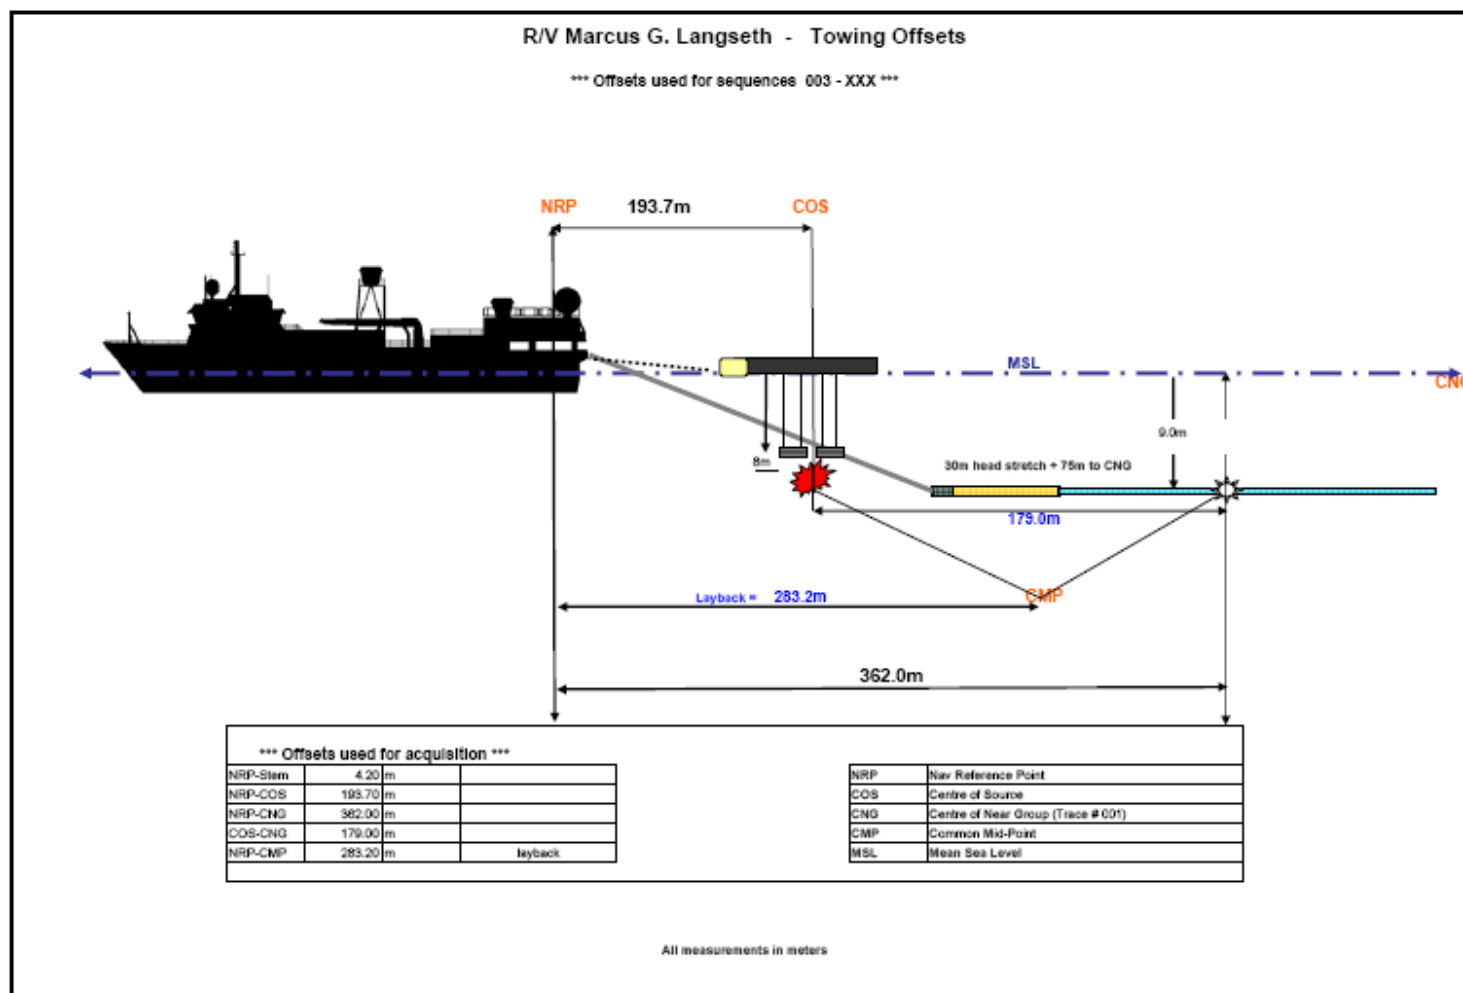 R/V Marcus G. Langseth - Towing Offsets
*** Offsets used for sequences 003 - XXX ***
NRP 193.7m COS
MSL
CNG
9.0m
8m
30m head stretch + 75m to CNG
179.0m
Layback = 283.2m
CMP
362.0m
*** Offsets used for acquisition ***
NRP-Stern 4.20 m
NRP-COS 193.70 m
NRP-CNG 362.00 m
COS-CNG 179.00 m
NRP-CMP 283.20 m layback
NRP Nav Reference Point
COS Centre of Source
CNG Centre of Near Group (Trace # 001)
CMP Common Mid-Point
MSL Mean Sea Level
All measurements in meters